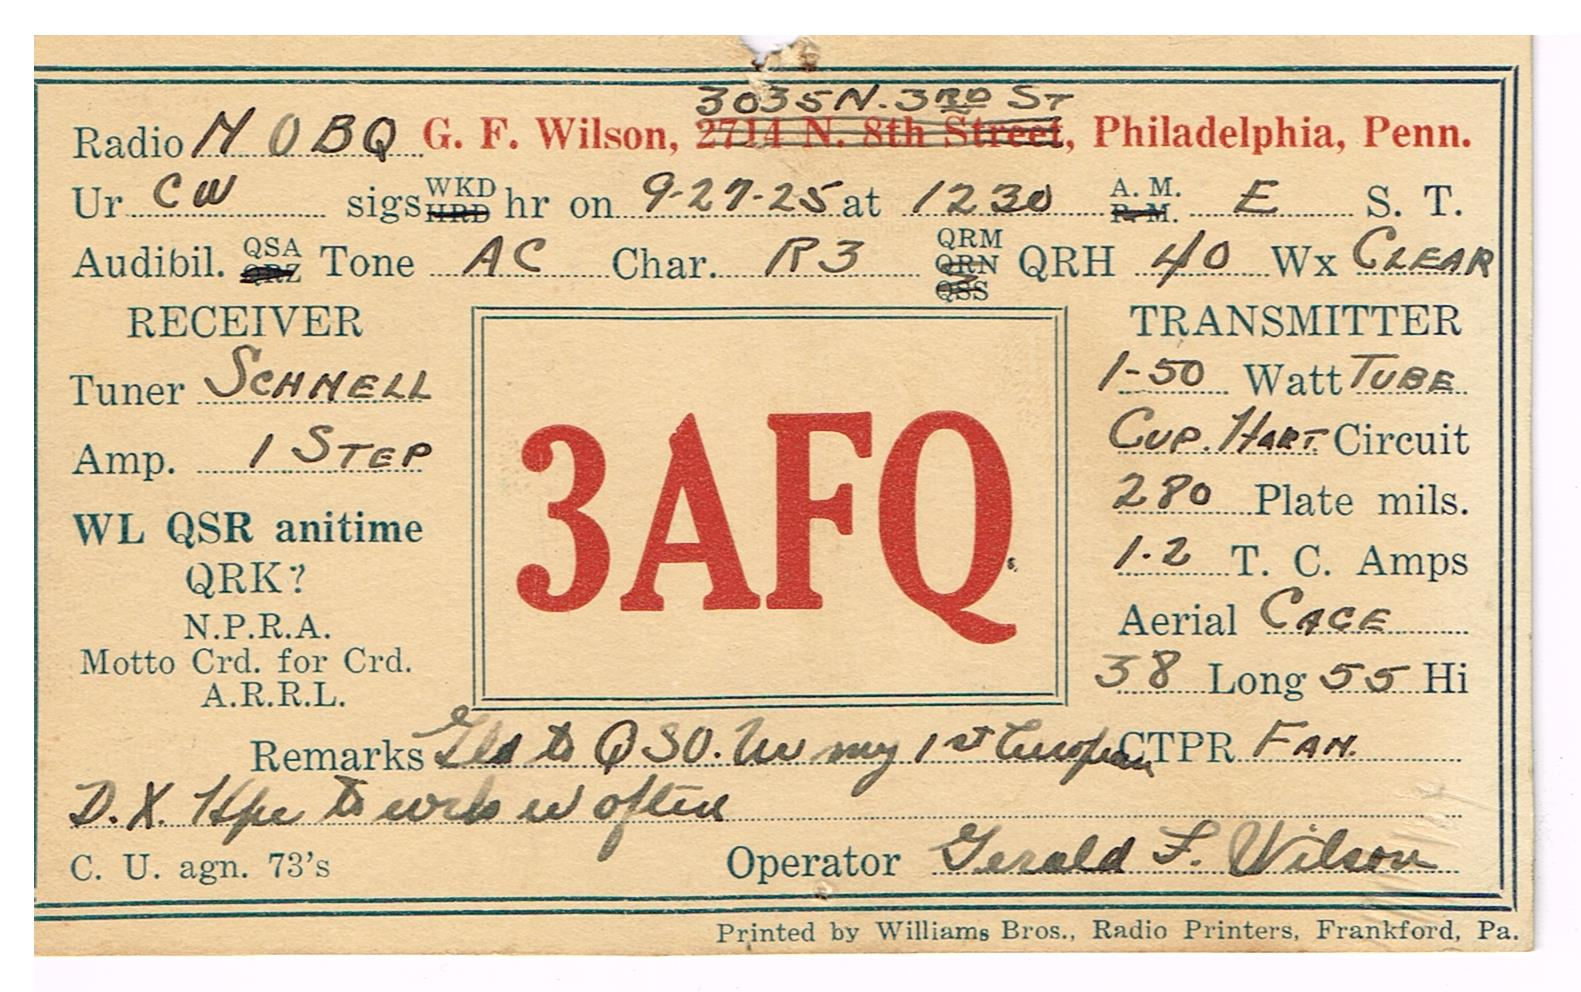 3035 N. 3RD ST
Radio N 0 B Q G. F. Wilson, 2714 N. 8th Street, Philadelphia, Penn.
Ur CW sigs WKD HRD hr on 9-27-25 at 1230 A. M. P. M. E S. T.
Audibil. QSA QRZ Tone AC Char. R3 QRM QRN QSS QRH 40 Wx CLEAR
RECEIVER
Tuner SCHNELL
Amp. 1 STEP
WL QSR anitime
QRK?
N.P.R.A.
Motto Crd. for Crd.
A.R.R.L.
3AFQ
TRANSMITTER
1-50 Watt TUBE
CUP. HART. Circuit
280 Plate mils.
1.2 T. C. Amps
Aerial CAGE
38 Long 55 Hi
CTPR FAN.
Remarks Gld to QSO. Ur my 1st European
D.X. Hpe to wrk u often
C. U. agn. 73's
Operator Gerald F. Wilson
Printed by Williams Bros., Radio Printers, Frankford, Pa.